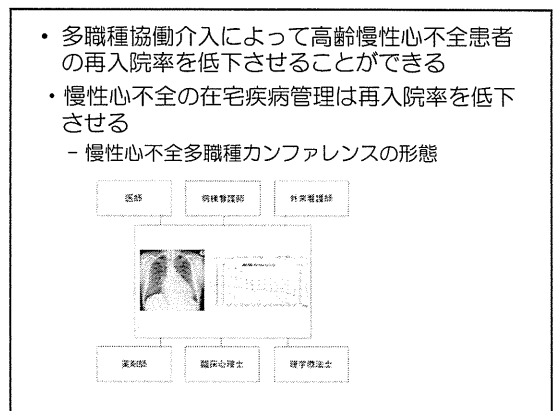 ・多職種協働介入によって高齢慢性心不全患者
の再入院率を低下させることができる
・慢性心不全の在宅疾病管理は再入院率を低下
させる
－慢性心不全多職種カンファレンスの形態
医師 病棟看護師 外来看護師
薬剤師 臨床心理士 理学療法士